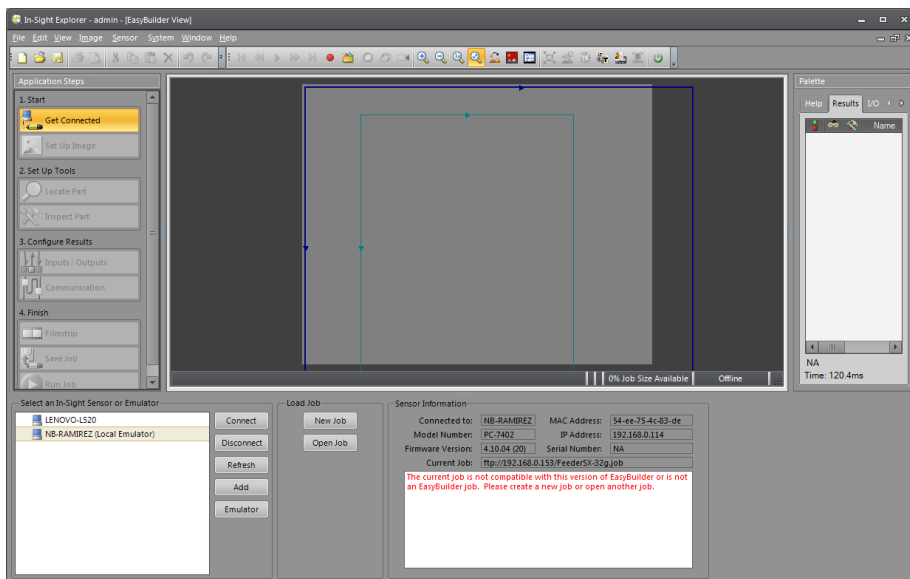 In-Sight Explorer - admin - [EasyBuilder View]
File Edit View Image Sensor System Window Help
Application Steps
1. Start
Get Connected
Set Up Image
2. Set Up Tools
Locate Part
Inspect Part
3. Configure Results
Inputs / Outputs
Communication
4. Finish
Filmstrip
Save Job
Run Job
0% Job Size Available
Offline
Palette
Help Results I/O
Name
NA
Time: 120.4ms
Select an In-Sight Sensor or Emulator
LENOVO-L520
NB-RAMIREZ (Local Emulator)
Connect
Disconnect
Refresh
Add
Emulator
Load Job
New Job
Open Job
Sensor Information
Connected to: NB-RAMIREZ MAC Address: 54-ee-75-4c-83-de
Model Number: PC-7402 IP Address: 192.168.0.114
Firmware Version: 4.10.04 (20) Serial Number: NA
Current Job: ftp://192.168.0.153/FeederSX-32g.job
The current job is not compatible with this version of EasyBuilder or is not
an EasyBuilder job. Please create a new job or open another job.